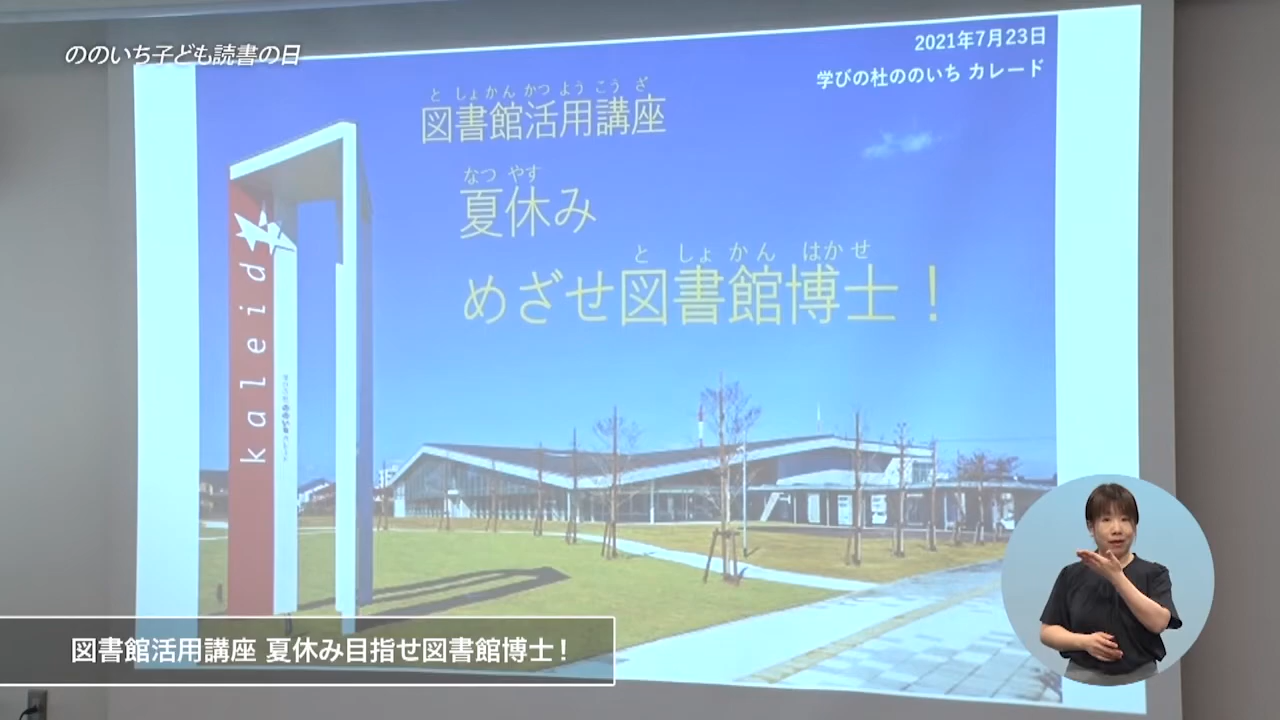 ののいち子ども読書の日
2021年7月23日
学びの杜ののいち カレード
と しょ かん かつ よう こう ざ
図書館活用講座
なつ やす
夏休み
と しょ かん はか せ
めざせ図書館博士！
kaleid
図書館活用講座 夏休み目指せ図書館博士！